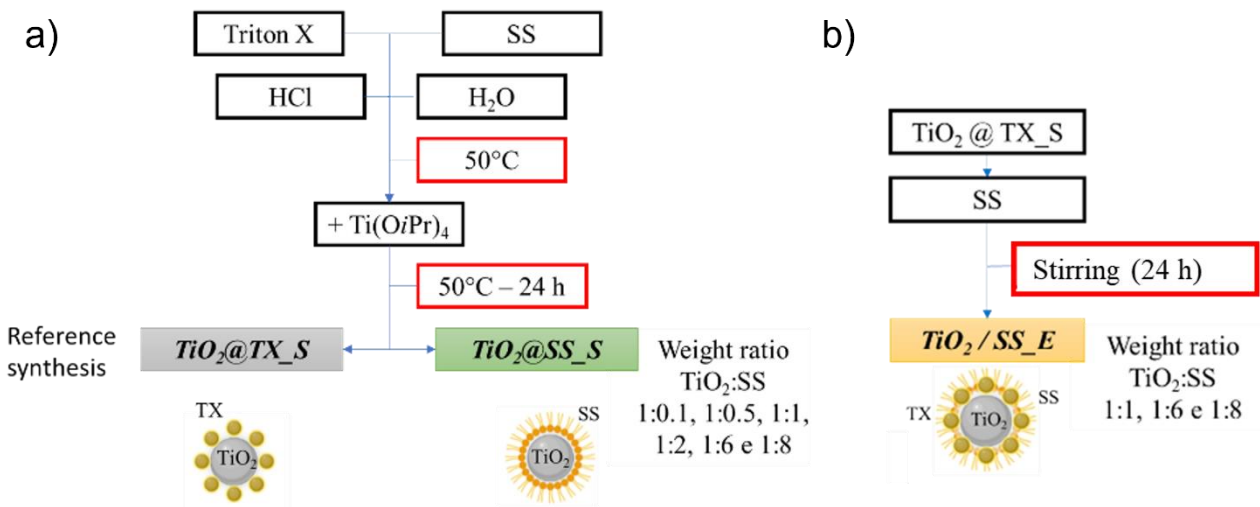 a)
Triton X
SS
HCl
H₂O
50°C
+ Ti(OiPr)₄
50°C – 24 h
Reference
synthesis
TiO₂@TX_S
TiO₂@SS_S
Weight ratio
TiO₂:SS
1:0.1, 1:0.5, 1:1,
1:2, 1:6 e 1:8
TX
TiO₂
SS
TiO₂
b)
TiO₂ @ TX_S
SS
Stirring (24 h)
TiO₂ / SS_E
Weight ratio
TiO₂:SS
1:1, 1:6 e 1:8
TX
SS
TiO₂